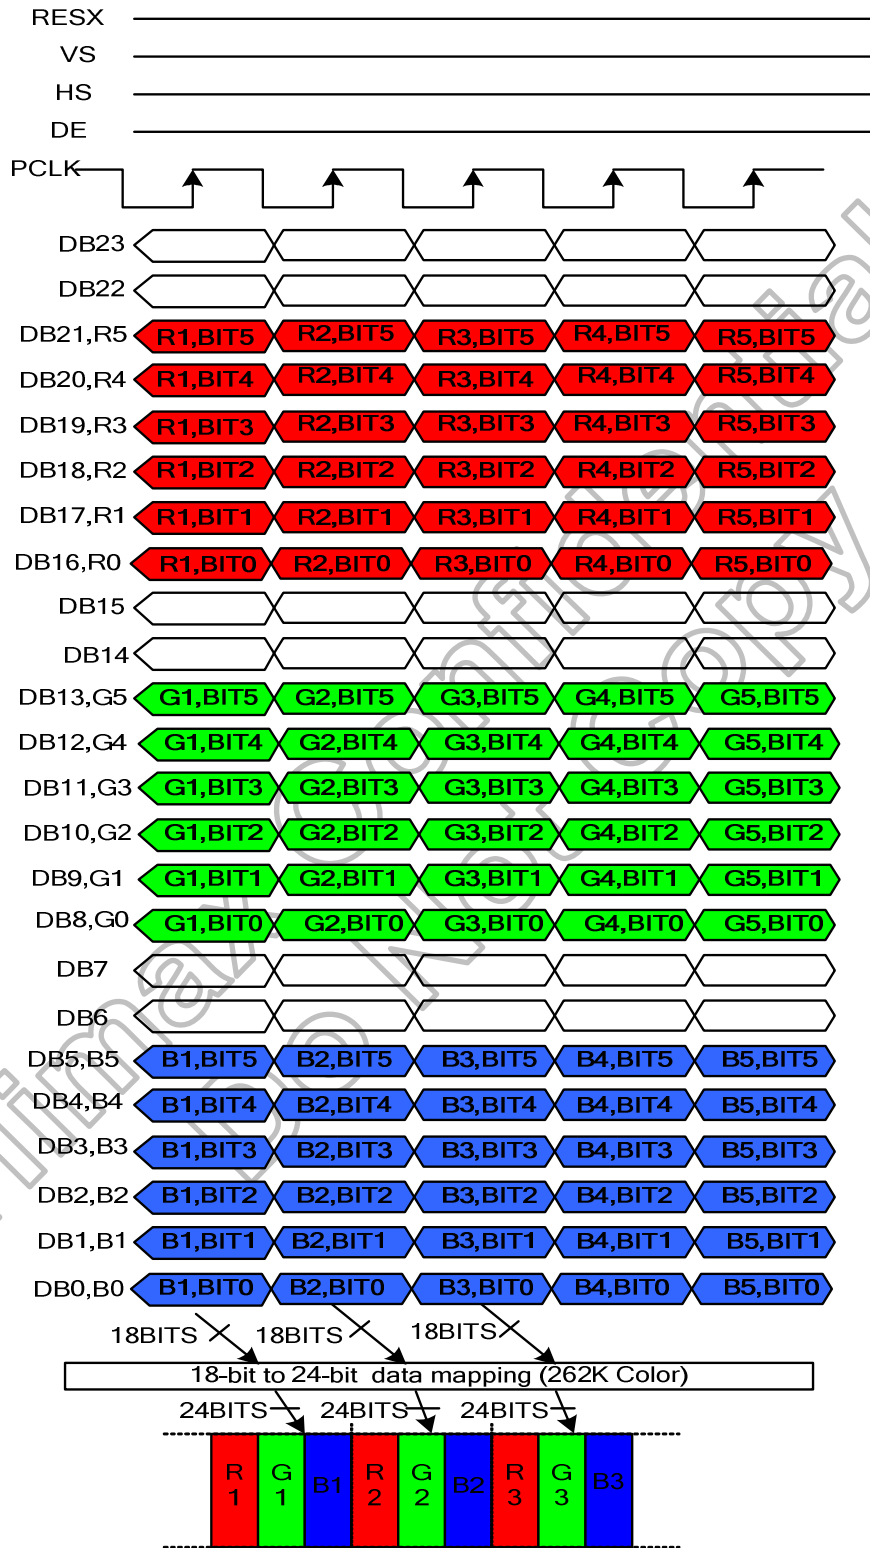 RESX
VS
HS
DE
PCLK
DB23
DB22
DB21,R5 R1,BIT5 R2,BIT5 R3,BIT5 R4,BIT5 R5,BIT5
DB20,R4 R1,BIT4 R2,BIT4 R3,BIT4 R4,BIT4 R5,BIT4
DB19,R3 R1,BIT3 R2,BIT3 R3,BIT3 R4,BIT3 R5,BIT3
DB18,R2 R1,BIT2 R2,BIT2 R3,BIT2 R4,BIT2 R5,BIT2
DB17,R1 R1,BIT1 R2,BIT1 R3,BIT1 R4,BIT1 R5,BIT1
DB16,R0 R1,BIT0 R2,BIT0 R3,BIT0 R4,BIT0 R5,BIT0
DB15
DB14
DB13,G5 G1,BIT5 G2,BIT5 G3,BIT5 G4,BIT5 G5,BIT5
DB12,G4 G1,BIT4 G2,BIT4 G3,BIT4 G4,BIT4 G5,BIT4
DB11,G3 G1,BIT3 G2,BIT3 G3,BIT3 G4,BIT3 G5,BIT3
DB10,G2 G1,BIT2 G2,BIT2 G3,BIT2 G4,BIT2 G5,BIT2
DB9,G1 G1,BIT1 G2,BIT1 G3,BIT1 G4,BIT1 G5,BIT1
DB8,G0 G1,BIT0 G2,BIT0 G3,BIT0 G4,BIT0 G5,BIT0
DB7
DB6
DB5,B5 B1,BIT5 B2,BIT5 B3,BIT5 B4,BIT5 B5,BIT5
DB4,B4 B1,BIT4 B2,BIT4 B3,BIT4 B4,BIT4 B5,BIT4
DB3,B3 B1,BIT3 B2,BIT3 B3,BIT3 B4,BIT3 B5,BIT3
DB2,B2 B1,BIT2 B2,BIT2 B3,BIT2 B4,BIT2 B5,BIT2
DB1,B1 B1,BIT1 B2,BIT1 B3,BIT1 B4,BIT1 B5,BIT1
DB0,B0 B1,BIT0 B2,BIT0 B3,BIT0 B4,BIT0 B5,BIT0
18BITS 18BITS 18BITS
18-bit to 24-bit data mapping (262K Color)
24BITS 24BITS 24BITS
R1 G1 B1 R2 G2 B2 R3 G3 B3
imax Confidential
Do Not Copy